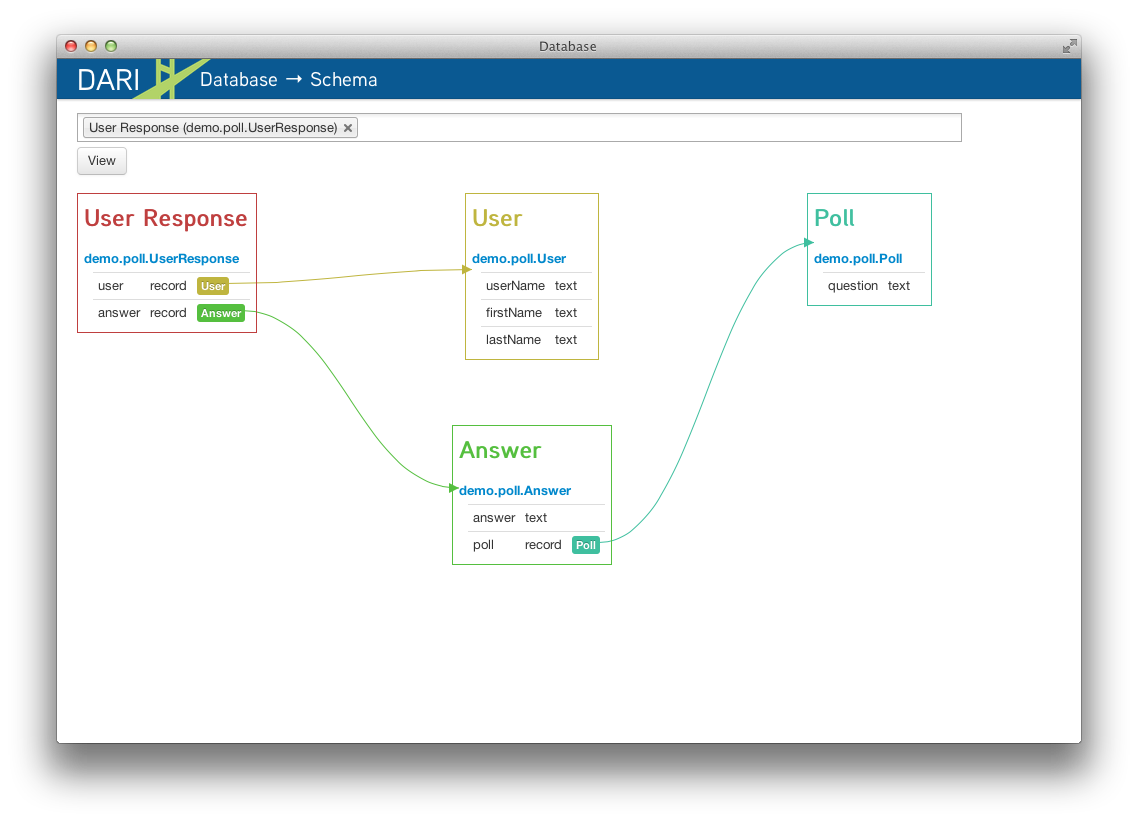 Database
DARI Database → Schema
User Response (demo.poll.UserResponse) ×
View
User Response
demo.poll.UserResponse
user record User
answer record Answer
User
demo.poll.User
userName text
firstName text
lastName text
Poll
demo.poll.Poll
question text
Answer
demo.poll.Answer
answer text
poll record Poll